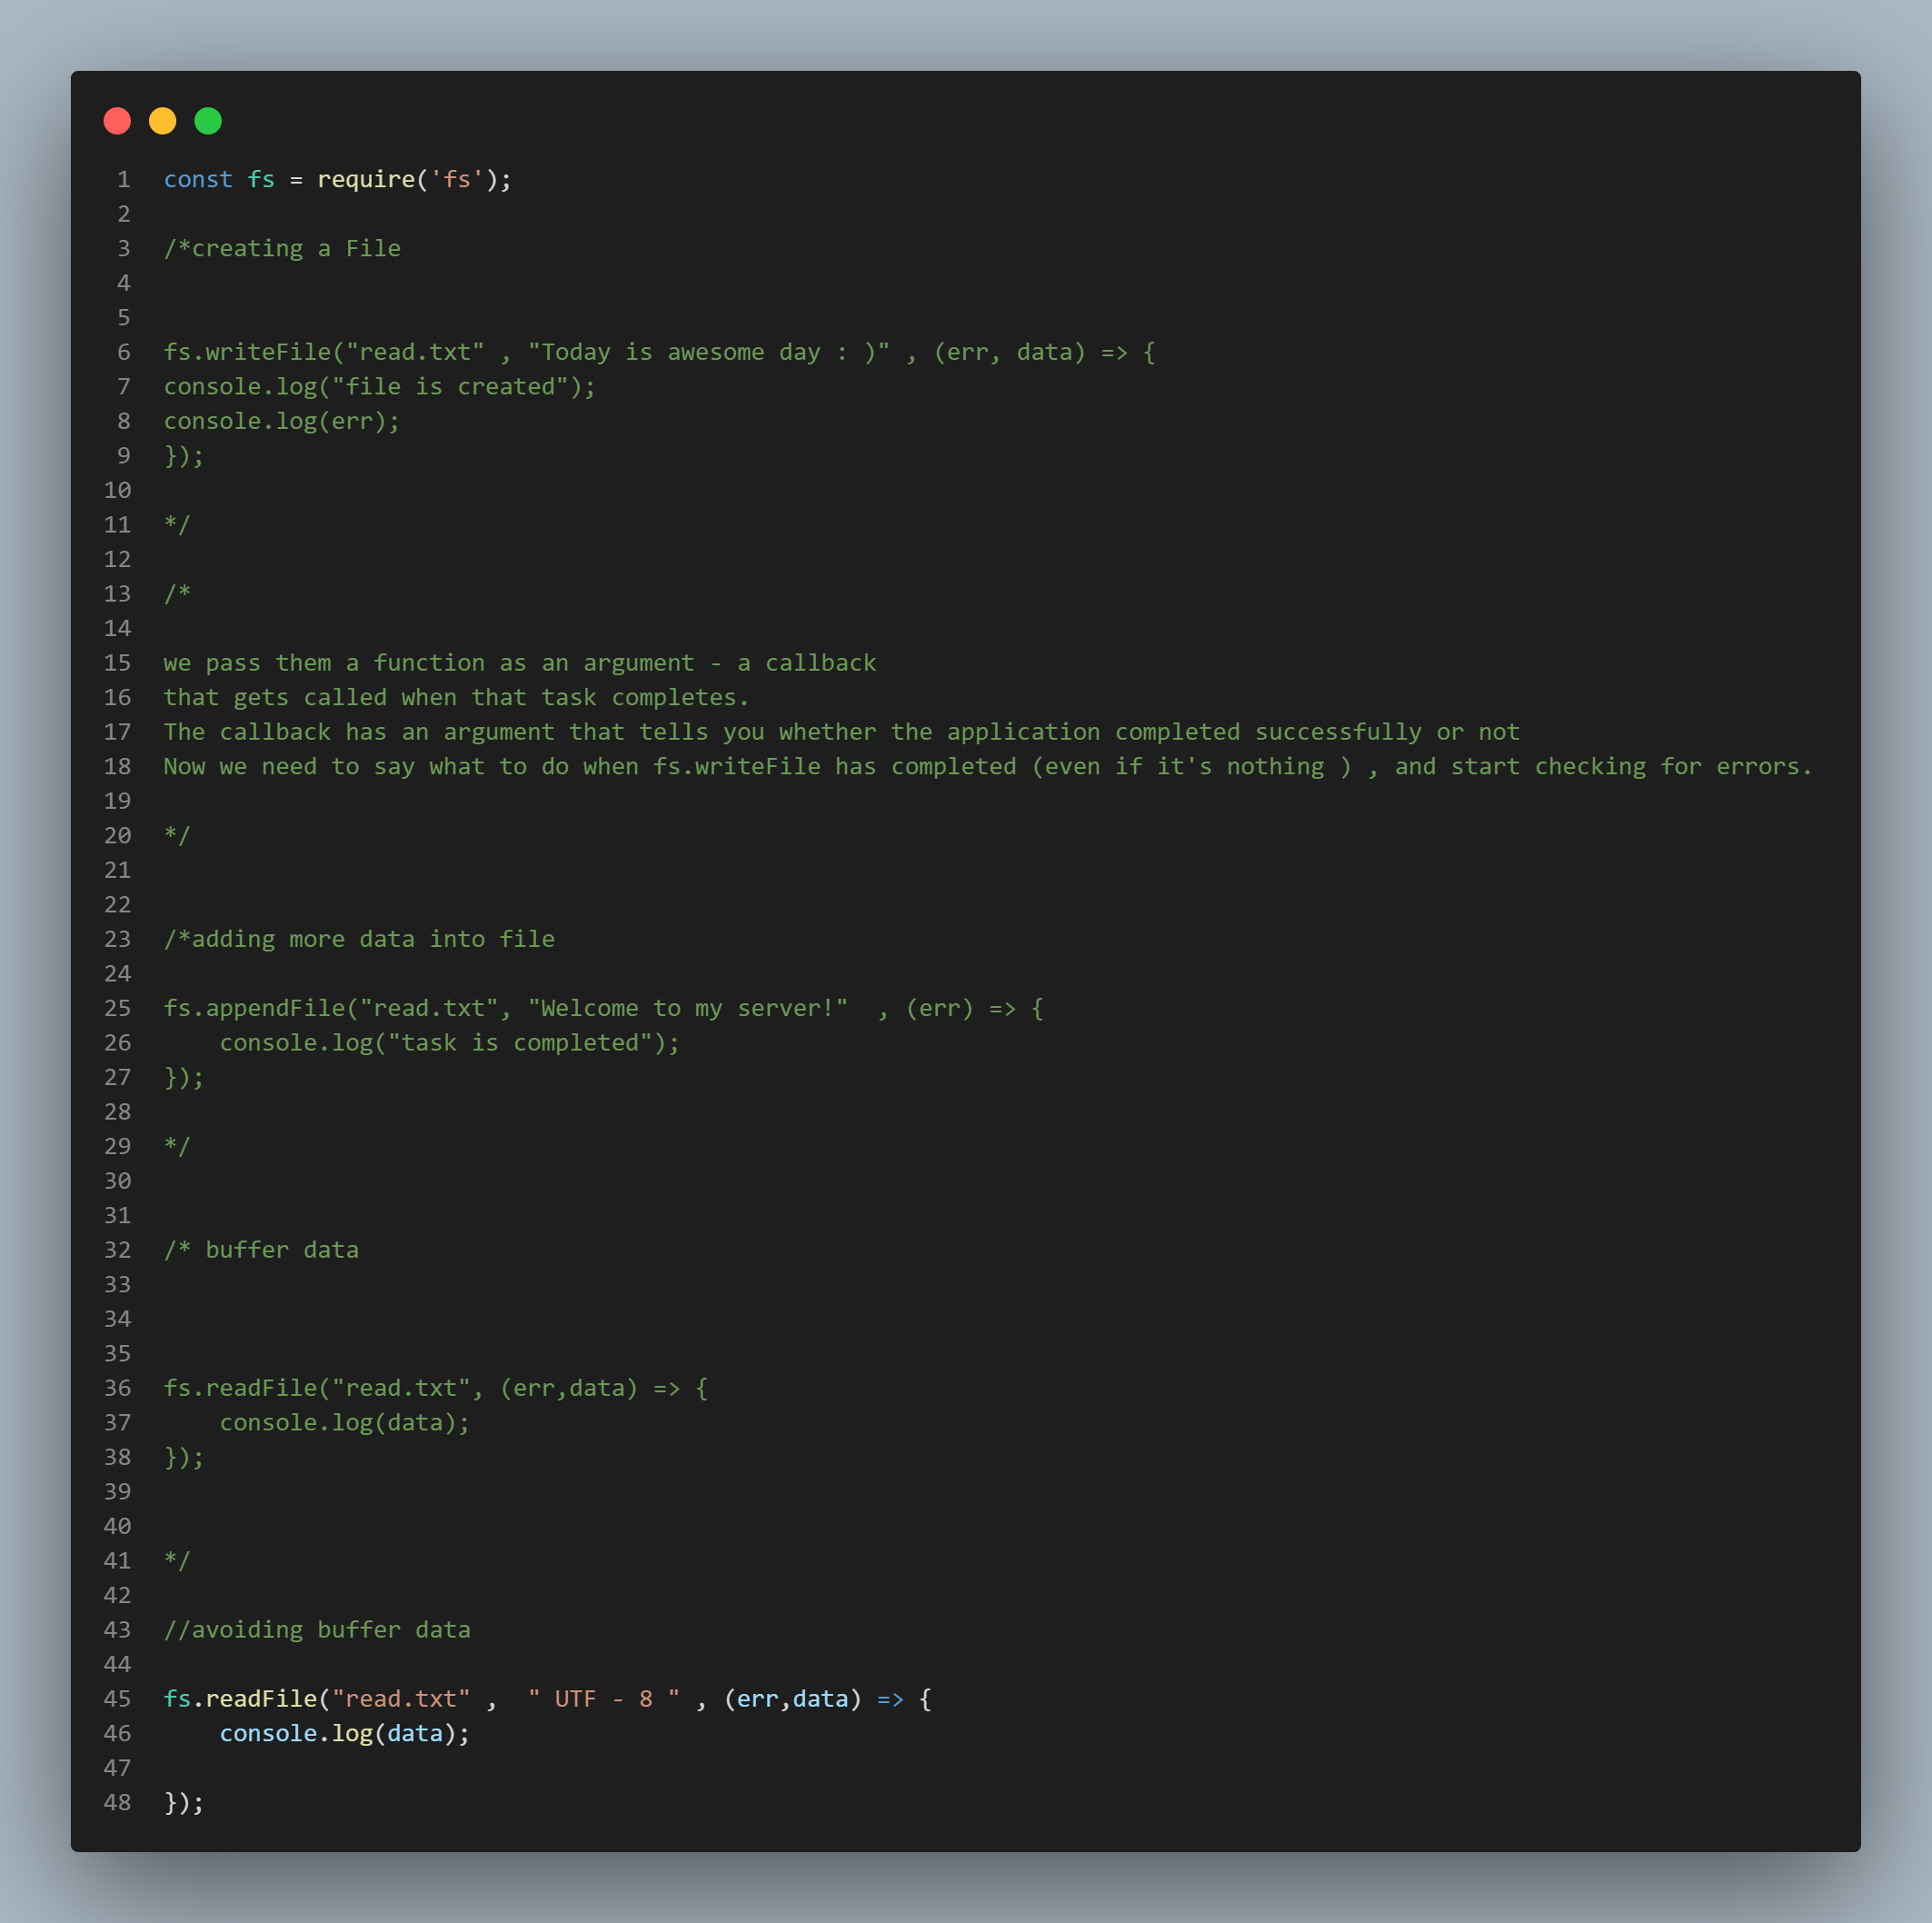 1 const fs = require('fs');
2
3 /*creating a File
4
5
6 fs.writeFile("read.txt" , "Today is awesome day : )" , (err, data) => {
7 console.log("file is created");
8 console.log(err);
9 });
10
11 */
12
13 /*
14
15 we pass them a function as an argument - a callback
16 that gets called when that task completes.
17 The callback has an argument that tells you whether the application completed successfully or not
18 Now we need to say what to do when fs.writeFile has completed (even if it's nothing ) , and start checking for errors.
19
20 */
21
22
23 /*adding more data into file
24
25 fs.appendFile("read.txt", "Welcome to my server!"  , (err) => {
26     console.log("task is completed");
27 });
28
29 */
30
31
32 /* buffer data
33
34
35
36 fs.readFile("read.txt", (err,data) => {
37     console.log(data);
38 });
39
40
41 */
42
43 //avoiding buffer data
44
45 fs.readFile("read.txt" ,  " UTF - 8 " , (err,data) => {
46     console.log(data);
47
48 });